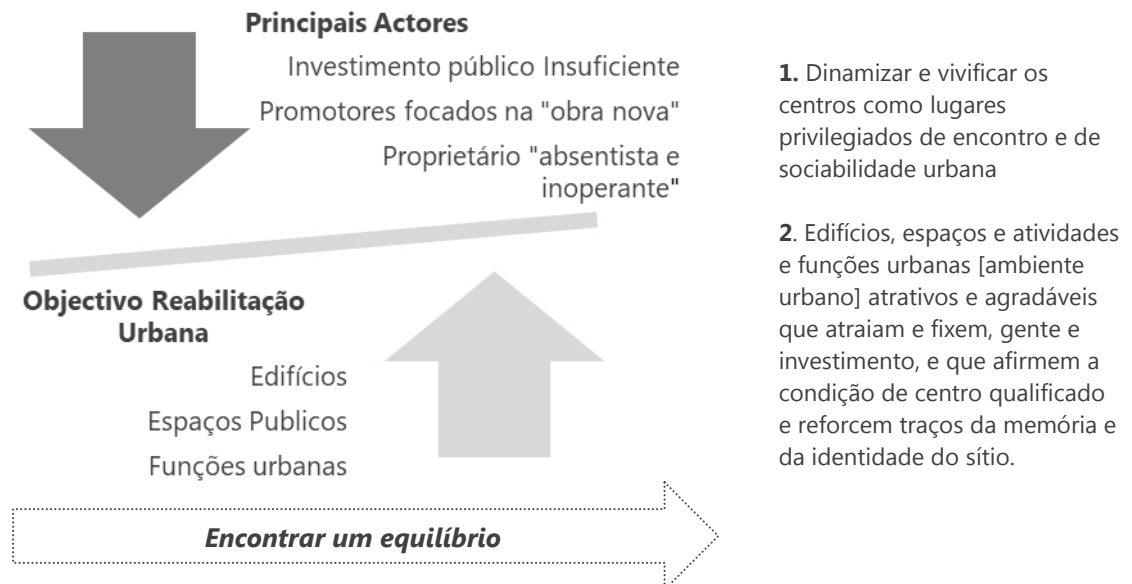 Principais Actores
Investimento público Insuficiente
Promotores focados na "obra nova"
Proprietário "absentista e
inoperante"
Objectivo Reabilitação
Urbana
Edifícios
Espaços Publicos
Funções urbanas
Encontrar um equilíbrio
1. Dinamizar e vivificar os
centros como lugares
privilegiados de encontro e de
sociabilidade urbana
2. Edifícios, espaços e atividades
e funções urbanas [ambiente
urbano] atrativos e agradáveis
que atraiam e fixem, gente e
investimento, e que afirmem a
condição de centro qualificado
e reforcem traços da memória e
da identidade do sítio.